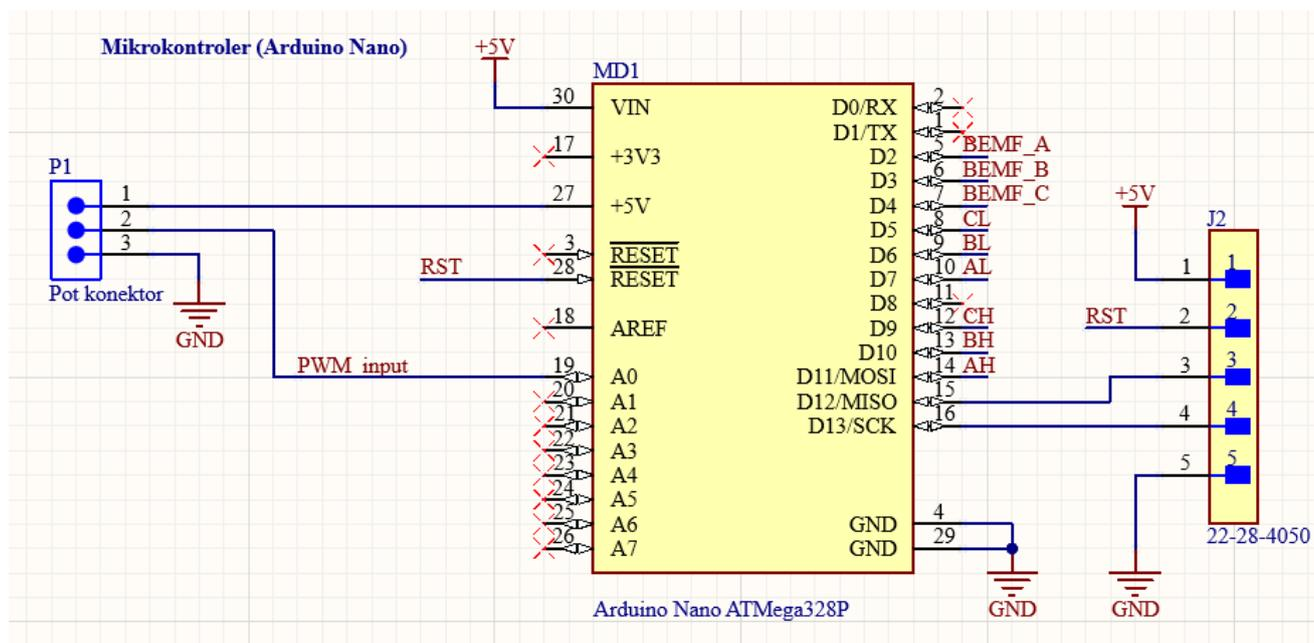 Mikrokontroler (Arduino Nano)
+5V
MD1
30 VIN
17 +3V3
27 +5V
3 RESET
28 RESET
RST
18 AREF
PWM_input
19 A0
20 A1
21 A2
22 A3
23 A4
24 A5
25 A6
26 A7
P1
1
2
3
Pot konektor
GND
D0/RX 2
D1/TX 1
D2 5 BEMF_A
D3 6 BEMF_B
D4 7 BEMF_C
D5 8 CL
D6 9 BL
D7 10 AL
D8 11
D9 12 CH
D10 13 BH
D11/MOSI 14 AH
D12/MISO 15
D13/SCK 16
GND 4
GND 29
GND
Arduino Nano ATMega328P
+5V
J2
1 1
RST 2 2
3 3
4 4
5 5
22-28-4050
GND